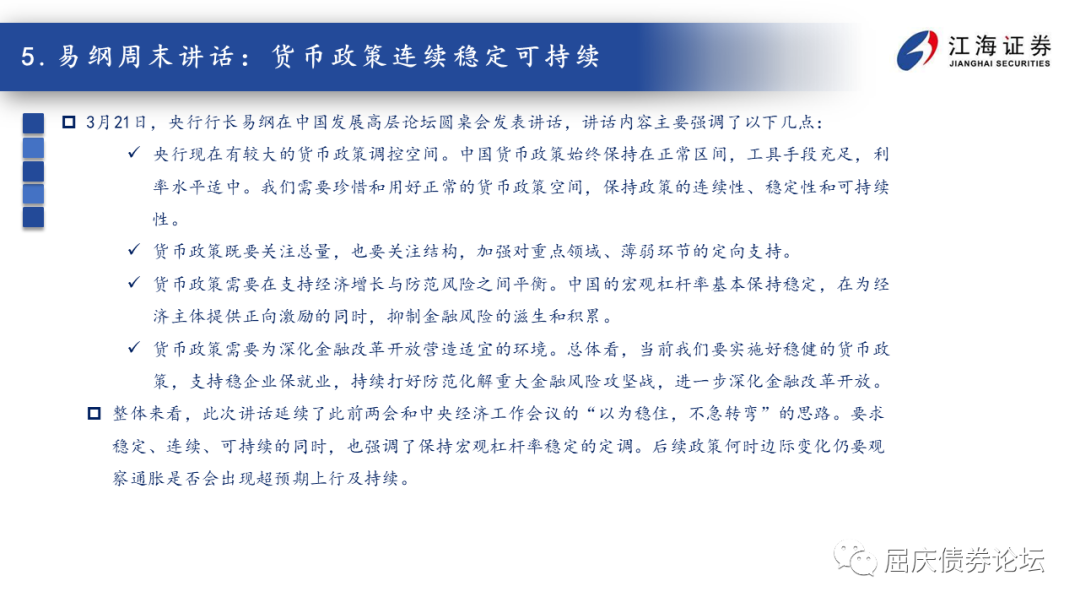 5. 易纲周末讲话：货币政策连续稳定可持续
江海证券
JIANGHAI SECURITIES
3月21日，央行行长易纲在中国发展高层论坛圆桌会发表讲话，讲话内容主要强调了以下几点：
✓ 央行现在有较大的货币政策调控空间。中国货币政策始终保持在正常区间，工具手段充足，利
率水平适中。我们需要珍惜和用好正常的货币政策空间，保持政策的连续性、稳定性和可持续
性。
✓ 货币政策既要关注总量，也要关注结构，加强对重点领域、薄弱环节的定向支持。
✓ 货币政策需要在支持经济增长与防范风险之间平衡。中国的宏观杠杆率基本保持稳定，在为经
济主体提供正向激励的同时，抑制金融风险的滋生和积累。
✓ 货币政策需要为深化金融改革开放营造适宜的环境。总体看，当前我们要实施好稳健的货币政
策，支持稳企业保就业，持续打好防范化解重大金融风险攻坚战，进一步深化金融改革开放。
整体来看，此次讲话延续了此前两会和中央经济工作会议的“以为稳住，不急转弯”的思路。要求
稳定、连续、可持续的同时，也强调了保持宏观杠杆率稳定的定调。后续政策何时边际变化仍要观
察通胀是否会出现超预期上行及持续。
屈庆债券论坛